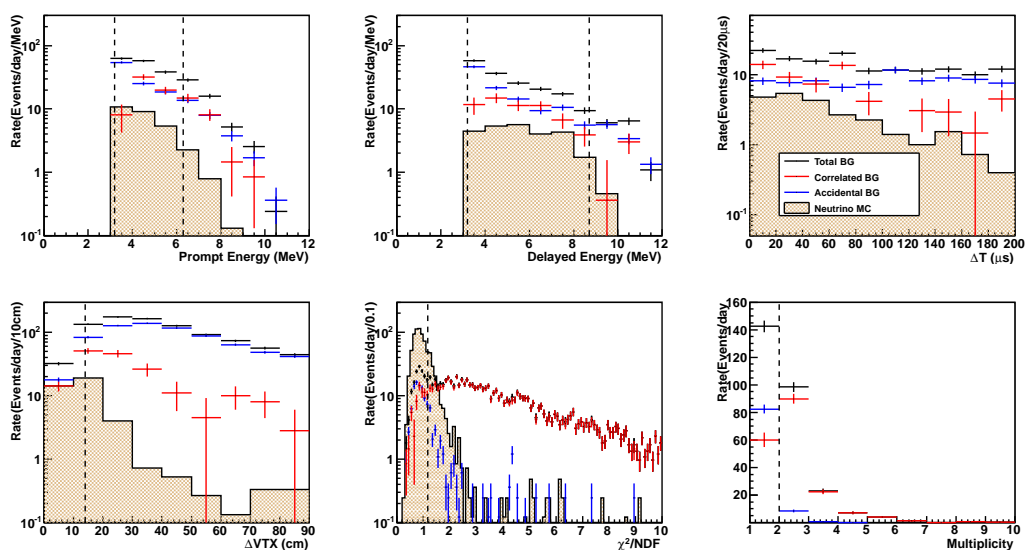 Rate(Events/day/MeV)
10²
10
1
10⁻¹
0 2 4 6 8 10 12
Prompt Energy (MeV)
Rate(Events/day/MeV)
10²
10
1
10⁻¹
0 2 4 6 8 10 12
Delayed Energy (MeV)
Rate(Events/day/20μs)
10
1
10⁻¹
Total BG
Correlated BG
Accidental BG
Neutrino MC
0 20 40 60 80 100 120 140 160 180 200
ΔT (μs)
Rate(Events/day/10cm)
10²
10
1
10⁻¹
0 10 20 30 40 50 60 70 80 90
ΔVTX (cm)
Rate(Events/day/0.1)
10²
10
1
10⁻¹
0 1 2 3 4 5 6 7 8 9 10
χ²/NDF
Rate(Events/day
160
140
120
100
80
60
40
20
1 2 3 4 5 6 7 8 9 10
Multiplicity